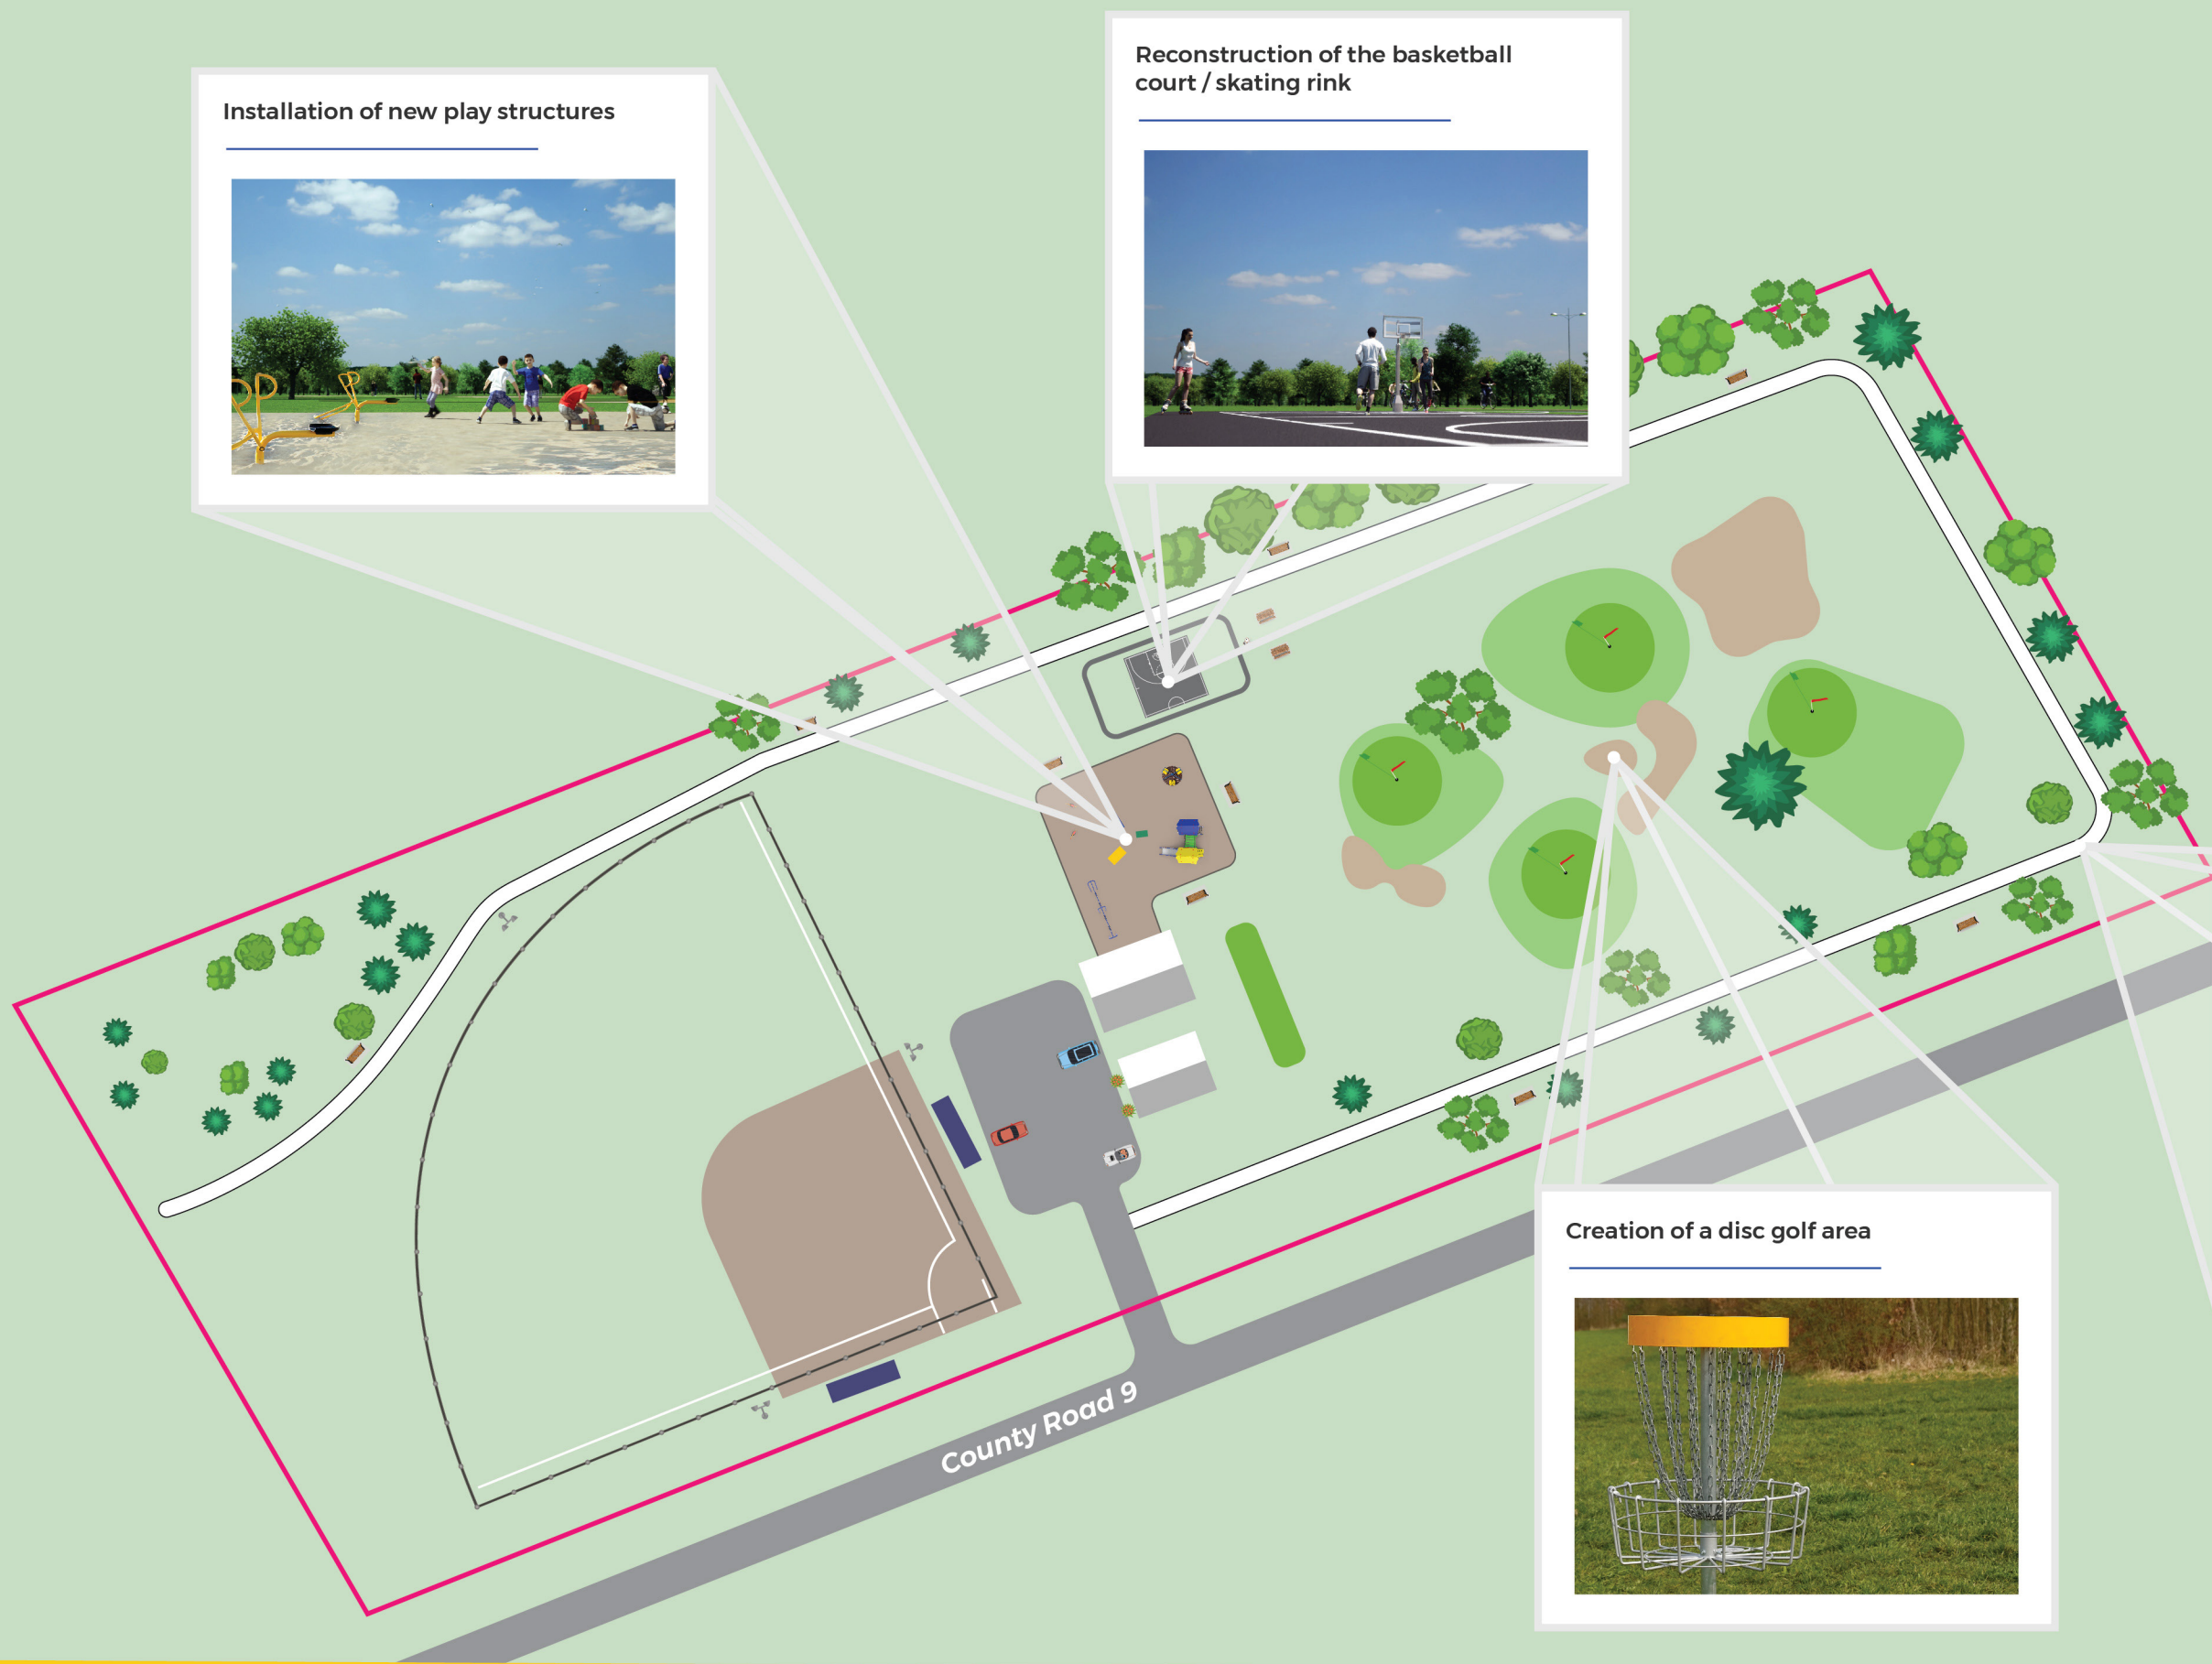 Installation of new play structures
Reconstruction of the basketball
court / skating rink
Creation of a disc golf area
County Road 9